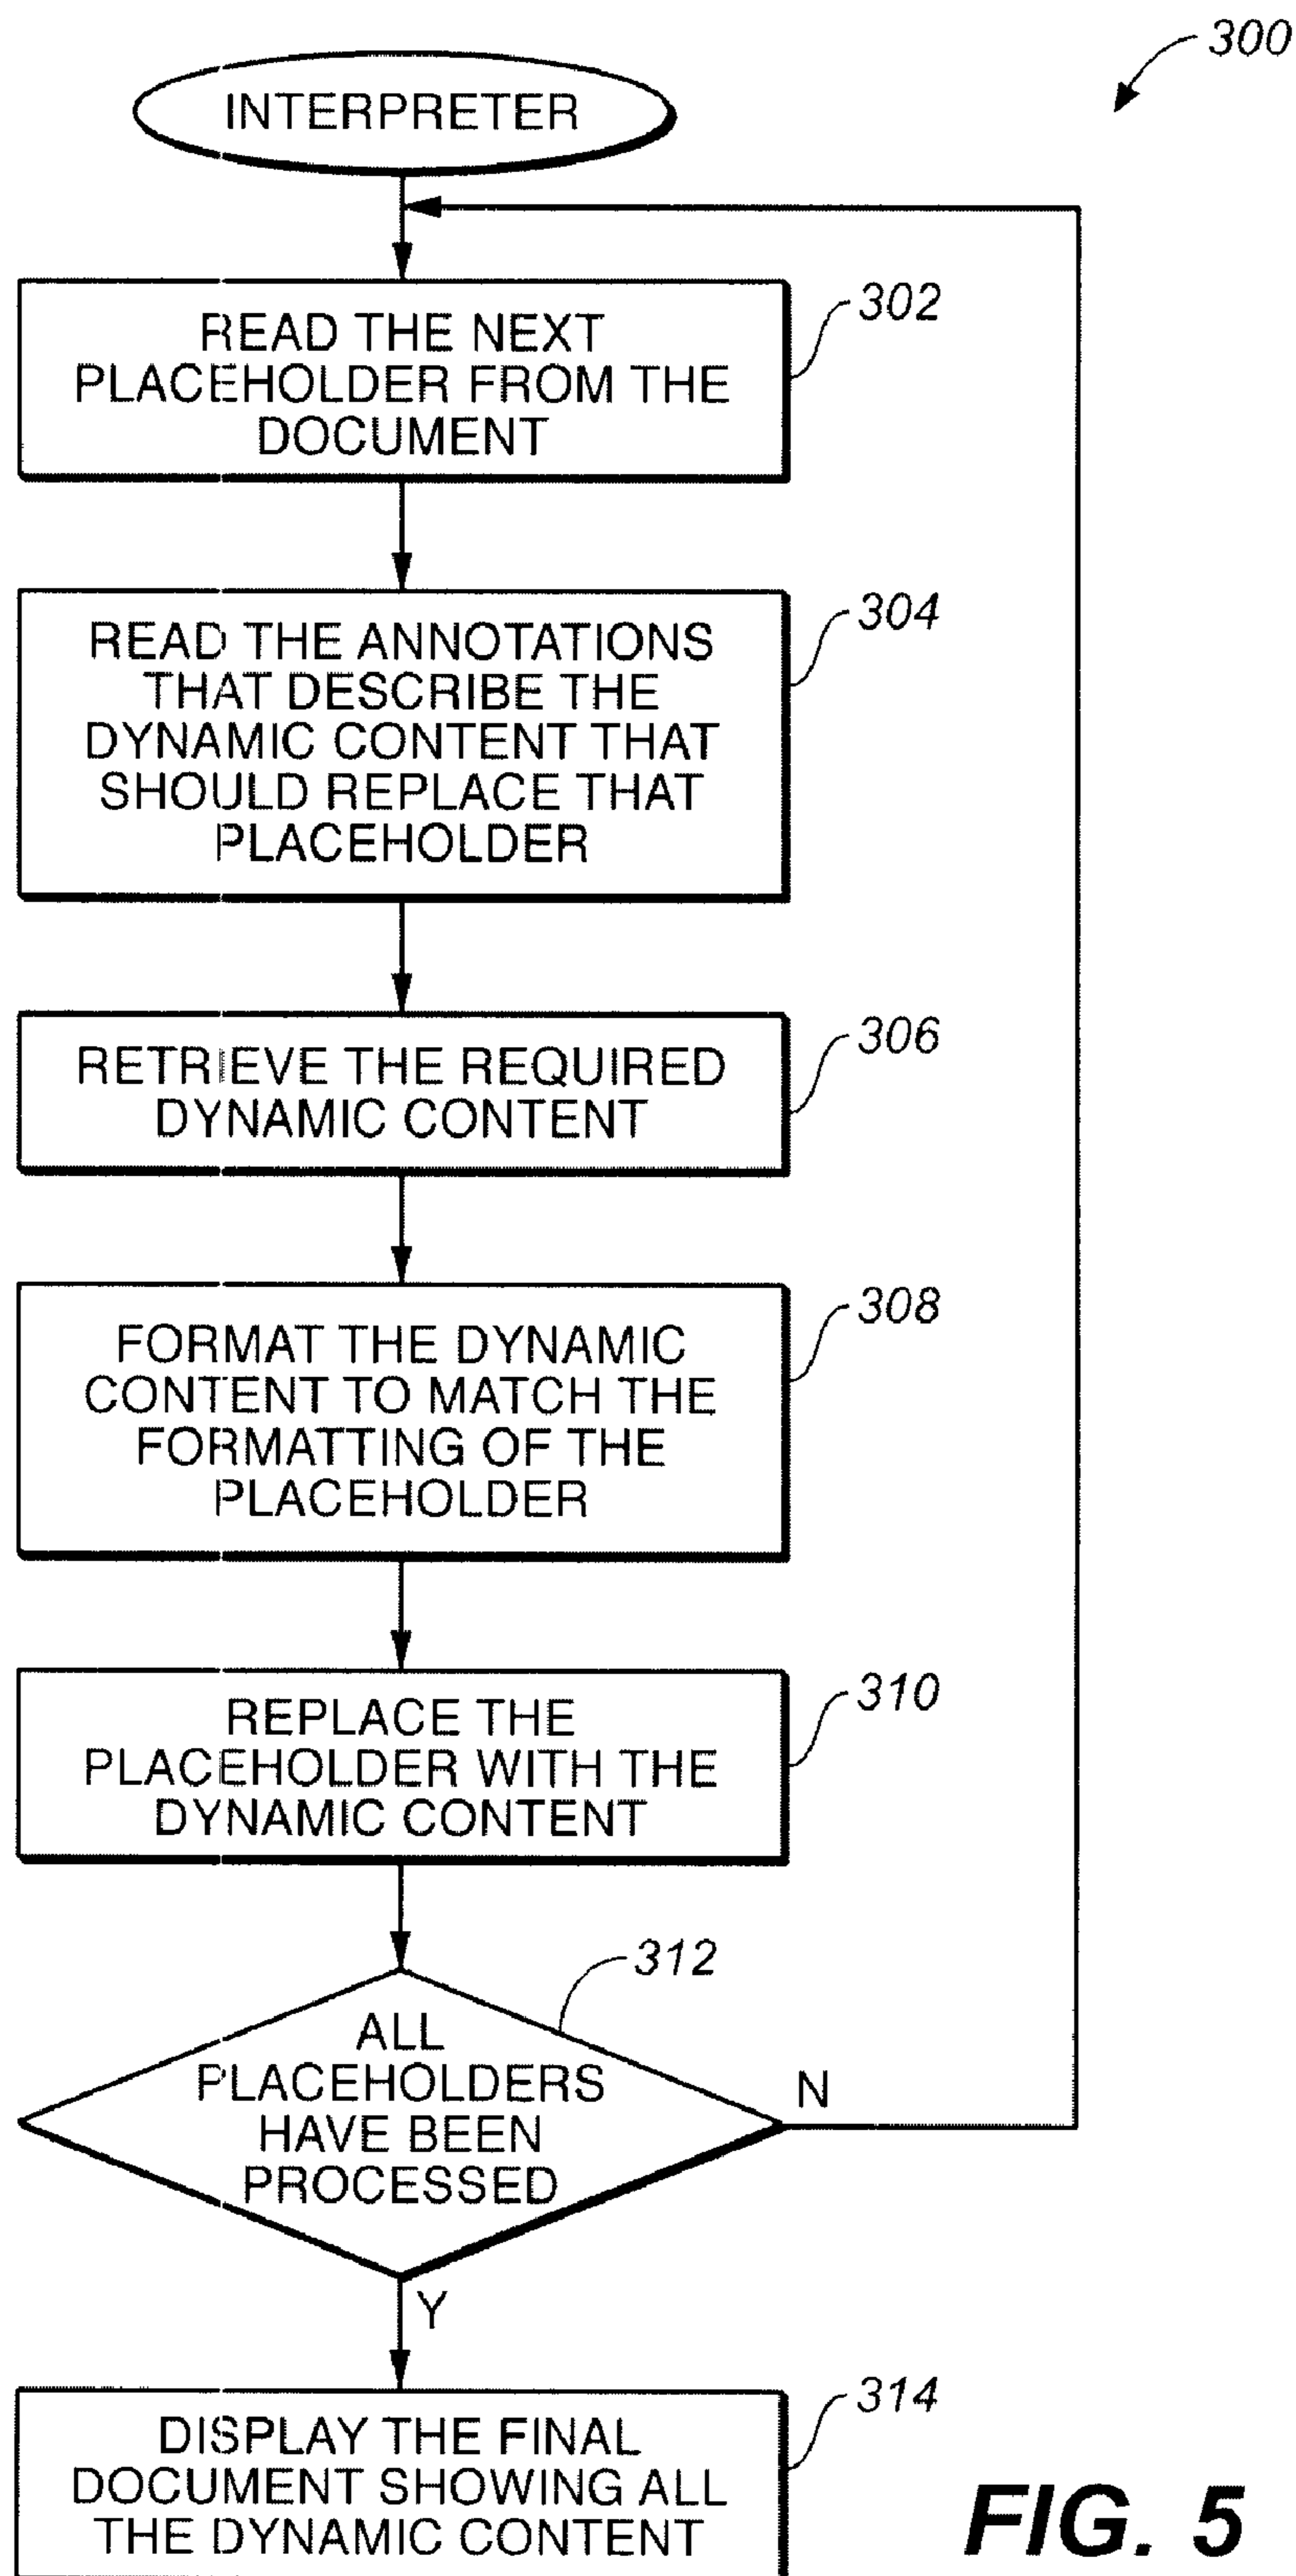 300
INTERPRETER
302
READ THE NEXT
PLACEHOLDER FROM THE
DOCUMENT
304
READ THE ANNOTATIONS
THAT DESCRIBE THE
DYNAMIC CONTENT THAT
SHOULD REPLACE THAT
PLACEHOLDER
306
RETRIEVE THE REQUIRED
DYNAMIC CONTENT
308
FORMAT THE DYNAMIC
CONTENT TO MATCH THE
FORMATTING OF THE
PLACEHOLDER
310
REPLACE THE
PLACEHOLDER WITH THE
DYNAMIC CONTENT
312
ALL
PLACEHOLDERS
HAVE BEEN
PROCESSED
N
Y
314
DISPLAY THE FINAL
DOCUMENT SHOWING ALL
THE DYNAMIC CONTENT
FIG. 5